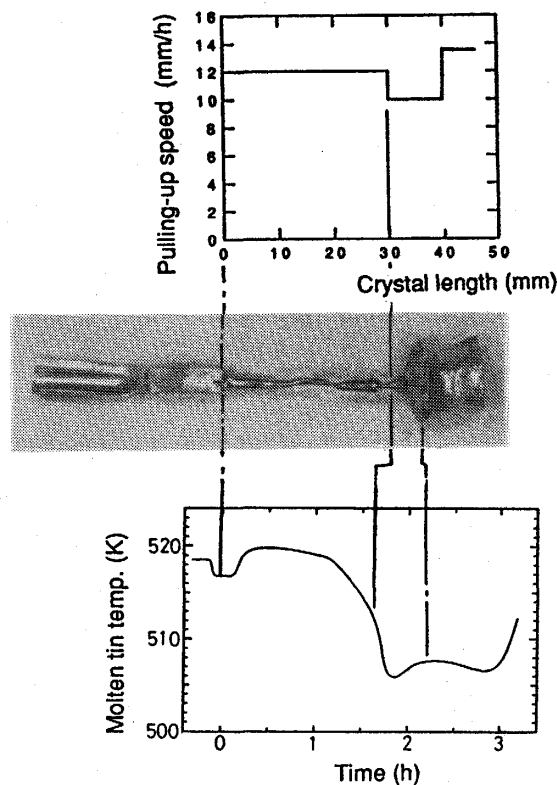 Pulling-up speed (mm/h)
16
14
12
10
8
6
4
2
0
0 10 20 30 40 50
Crystal length (mm)
Molten tin temp. (K)
520
510
500
0 1 2 3
Time (h)